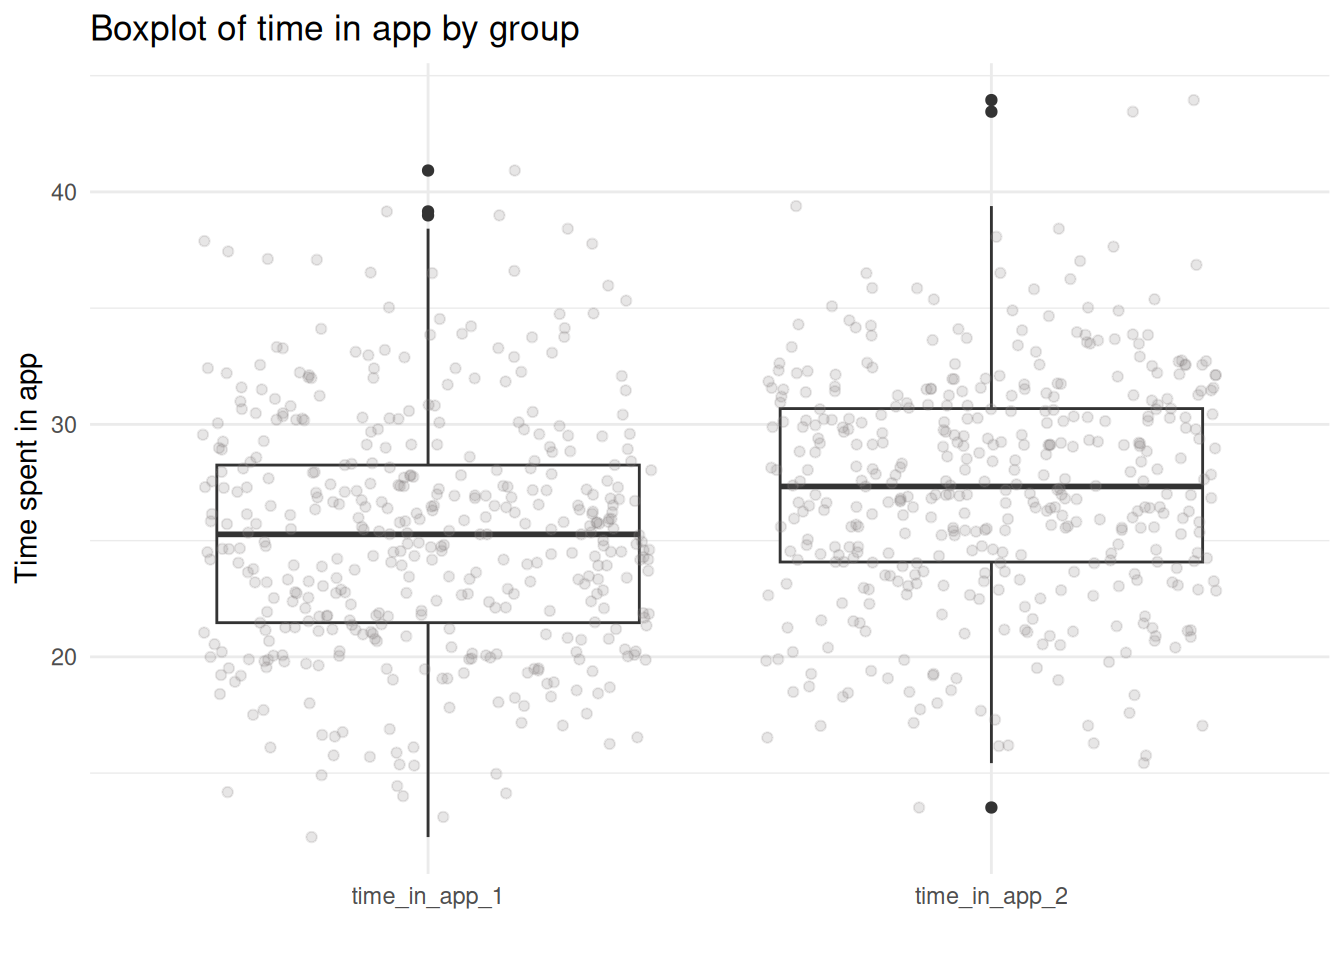 Boxplot of time in app by group
Time spent in app
40
30
20
time_in_app_1
time_in_app_2